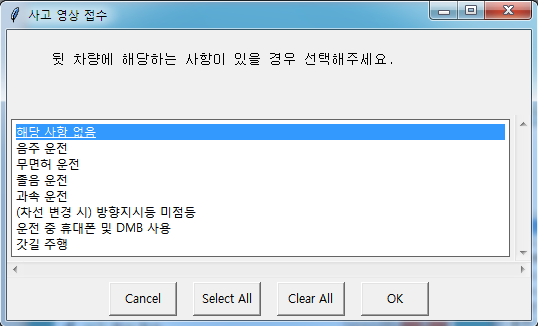 사고 영상 접수
뒷 차량에 해당하는 사항이 있을 경우 선택해주세요.
해당 사항 없음
음주 운전
무면허 운전
졸음 운전
과속 운전
(차선 변경 시) 방향지시등 미점등
운전 중 휴대폰 및 DMB 사용
갓길 주행
Cancel Select All Clear All OK